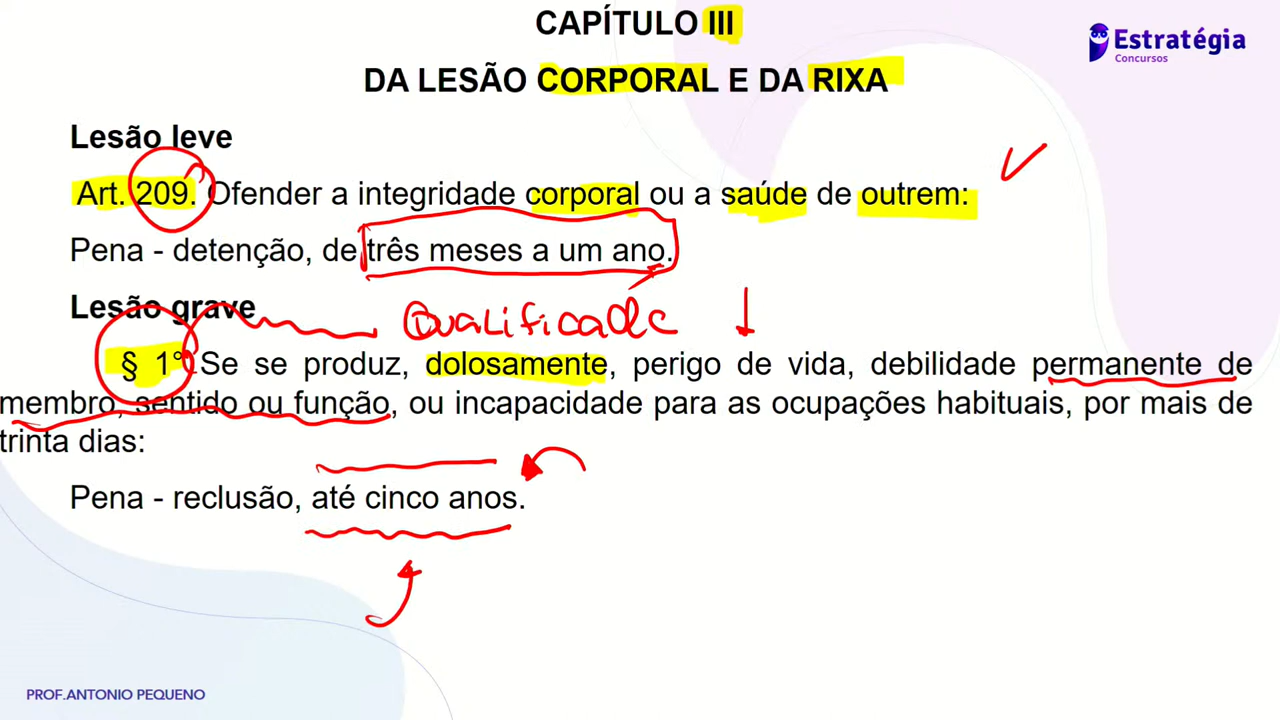 CAPÍTULO III
Estratégia
Concursos
DA LESÃO CORPORAL E DA RIXA
Lesão leve
Art. 209. Ofender a integridade corporal ou a saúde de outrem:
Pena - detenção, de três meses a um ano.
Lesão grave
Qualificada
§ 1° Se se produz, dolosamente, perigo de vida, debilidade permanente de
membro, sentido ou função, ou incapacidade para as ocupações habituais, por mais de
trinta dias:
Pena - reclusão, até cinco anos.
PROF.ANTONIO PEQUENO